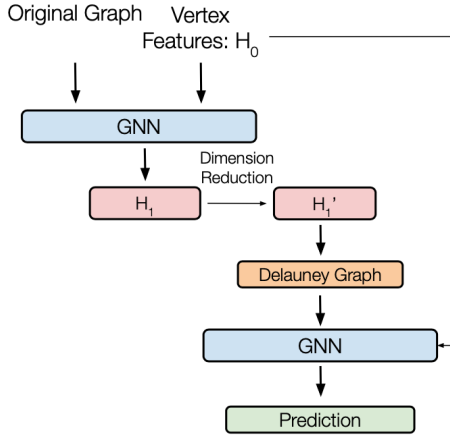 Original Graph
Vertex
Features: H₀
GNN
Dimension
Reduction
H₁
H₁'
Delauney Graph
GNN
Prediction